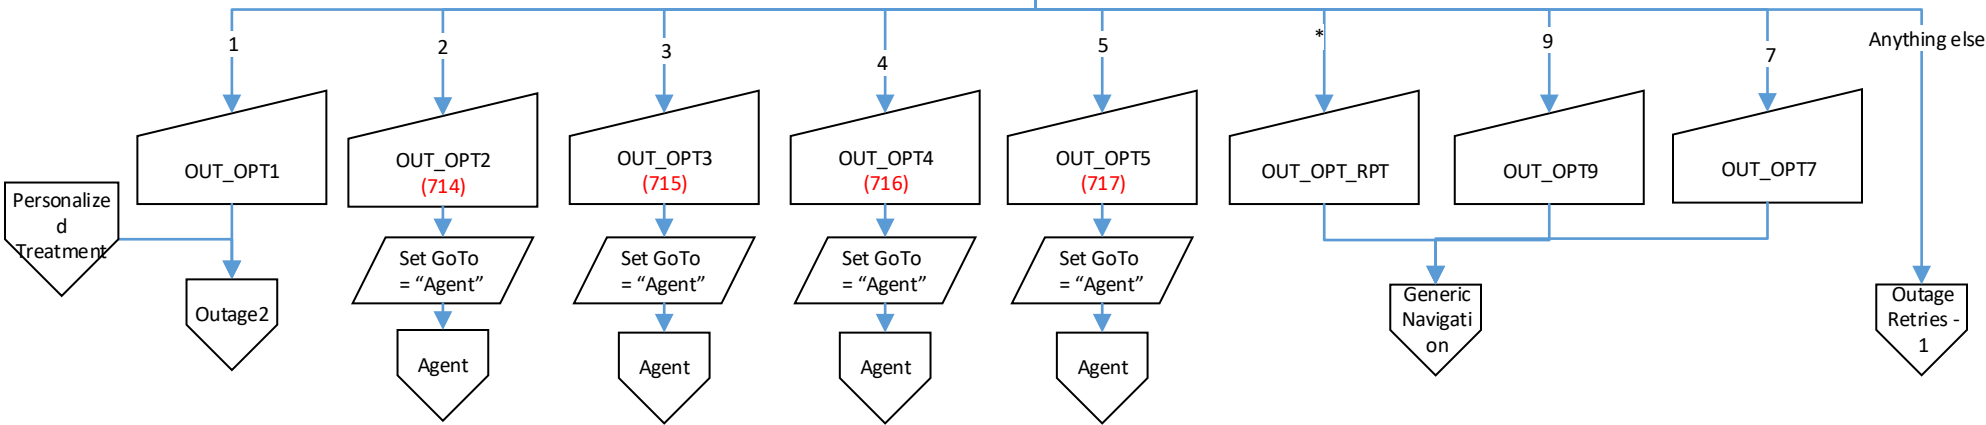 1
2
3
4
5
*
9
7
Anything else
OUT_OPT1
OUT_OPT2
(714)
OUT_OPT3
(715)
OUT_OPT4
(716)
OUT_OPT5
(717)
OUT_OPT_RPT
OUT_OPT9
OUT_OPT7
Personalize
d
Treatment
Set GoTo
= “Agent”
Set GoTo
= “Agent”
Set GoTo
= “Agent”
Set GoTo
= “Agent”
Outage2
Agent
Agent
Agent
Agent
Generic
Navigati
on
Outage
Retries -
1